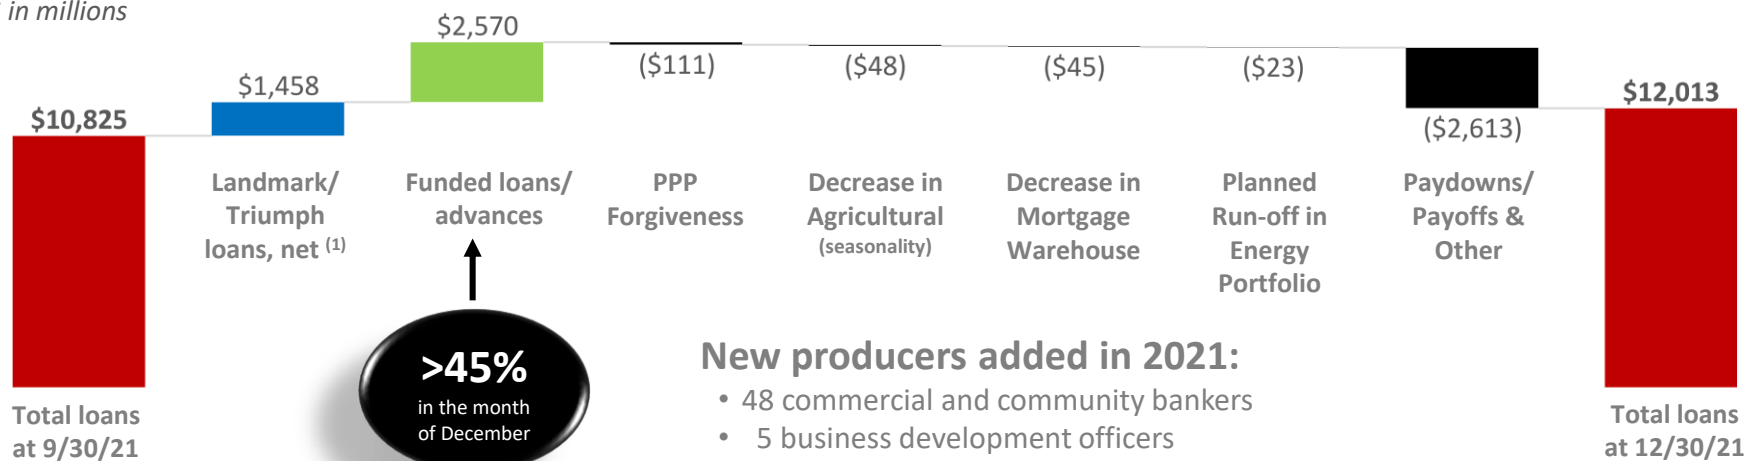 in millions
$10,825
$1,458
$2,570
($111)
($48)
($45)
($23)
($2,613)
$12,013
Landmark/
Triumph
loans, net (1)
Funded loans/
advances
PPP
Forgiveness
Decrease in
Agricultural
(seasonality)
Decrease in
Mortgage
Warehouse
Planned
Run-off in
Energy
Portfolio
Paydowns/
Payoffs &
Other
>45%
in the month
of December
New producers added in 2021:
• 48 commercial and community bankers
• 5 business development officers
Total loans
at 9/30/21
Total loans
at 12/30/21